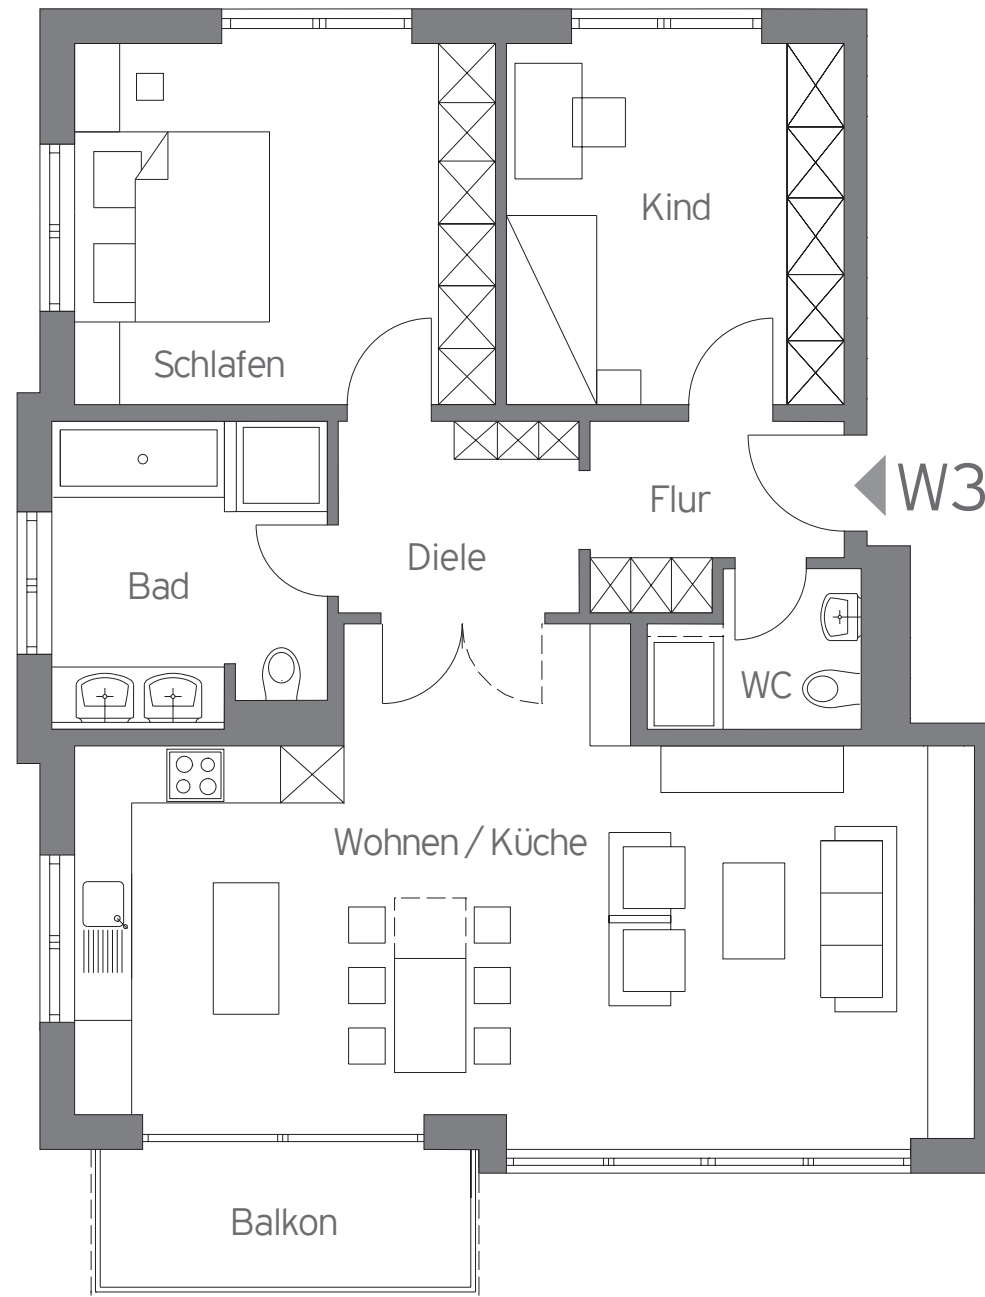 Kind
Schlafen
W3
Flur
Diele
Bad
WC
Wohnen / Küche
Balkon